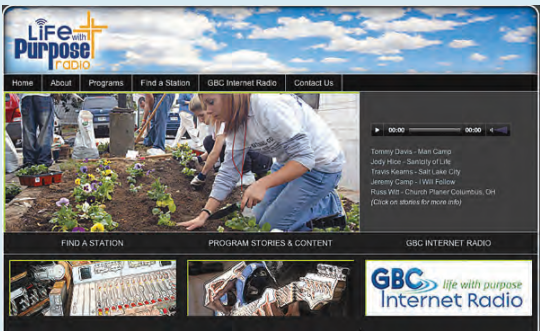 Life with
Purpose
radio
Home About Programs Find a Station GBC Internet Radio Contact Us
00:00 00:00
Tommy Davis - Man Camp
Jody Hice - Sanctity of Life
Travis Kearns - Salt Lake City
Jeremy Camp - I Will Follow
Russ Witt - Church Planer Columbus, OH
(Click on stories for more info)
FIND A STATION PROGRAM STORIES & CONTENT GBC INTERNET RADIO
GBC life with purpose
Internet Radio